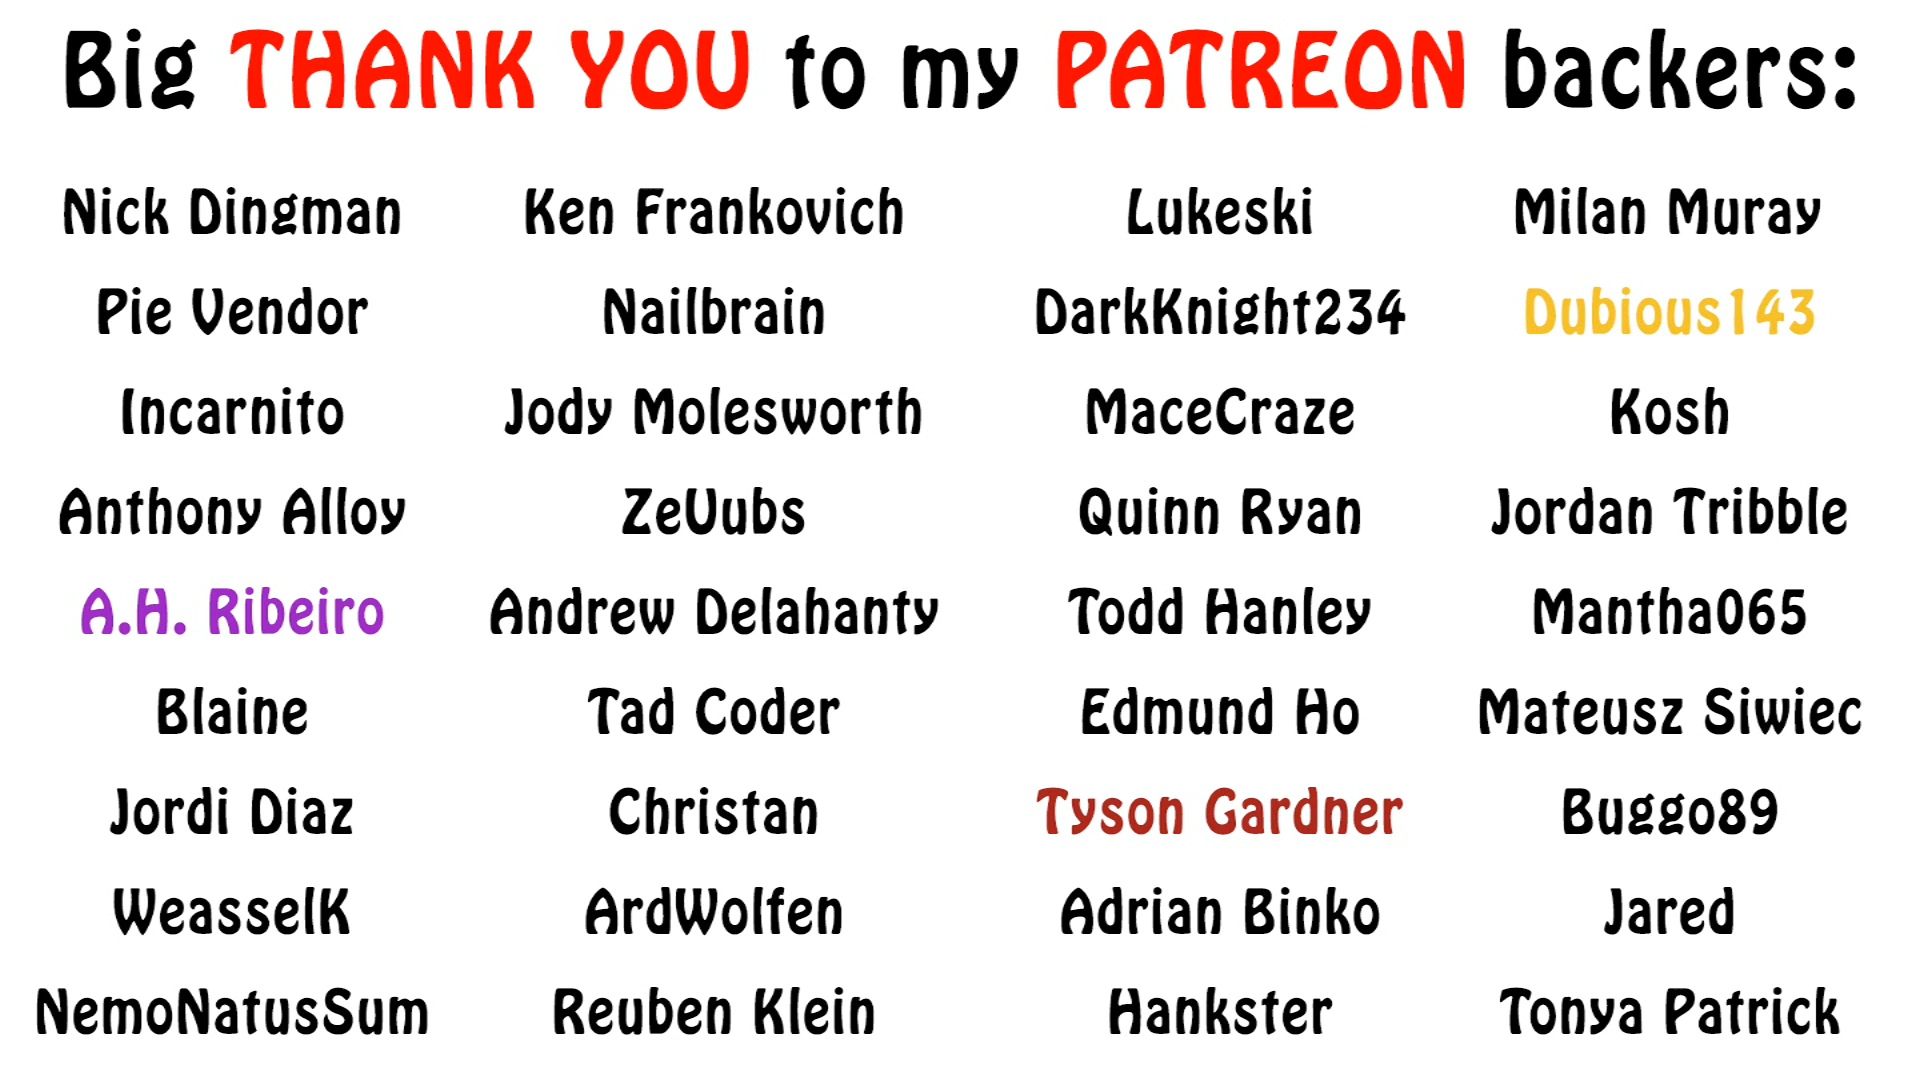 Big THANK YOU to my PATREON backers:
Nick Dingman Ken Frankovich Lukeski Milan Muray
Pie Vendor Nailbrain DarkKnight234 Dubious143
Incarnito Jody Molesworth MaceCraze Kosh
Anthony Alloy ZeUubs Quinn Ryan Jordan Tribble
A.H. Ribeiro Andrew Delahanty Todd Hanley Mantha065
Blaine Tad Coder Edmund Ho Mateusz Siwiec
Jordi Diaz Christan Tyson Gardner Buggo89
WeasselK ArdWolfen Adrian Binko Jared
NemoNatusSum Reuben Klein Hankster Tonya Patrick